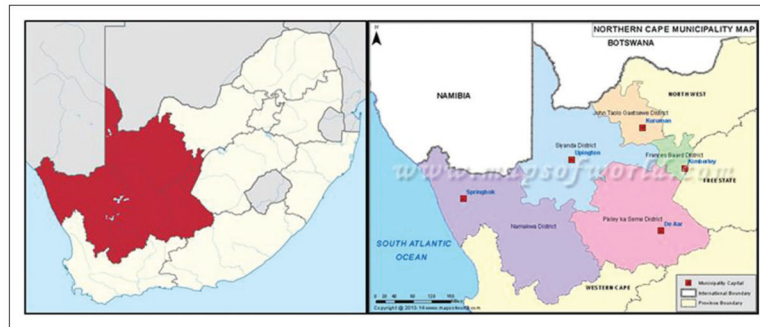 NORTHERN CAPE MUNICIPALITY MAP
BOTSWANA
NAMIBIA
NORTH WEST
John Taolo Gaetsewe District
Kuruman
Siyanda District
Upington
Frances Baard District
Kimberley
www.mapsofworld.com
FREE STATE
Springbok
Namakwa District
Pixley ka Seme District
De Aar
SOUTH ATLANTIC
OCEAN
WESTERN CAPE
Municipality Capital
International Boundary
Province Boundary